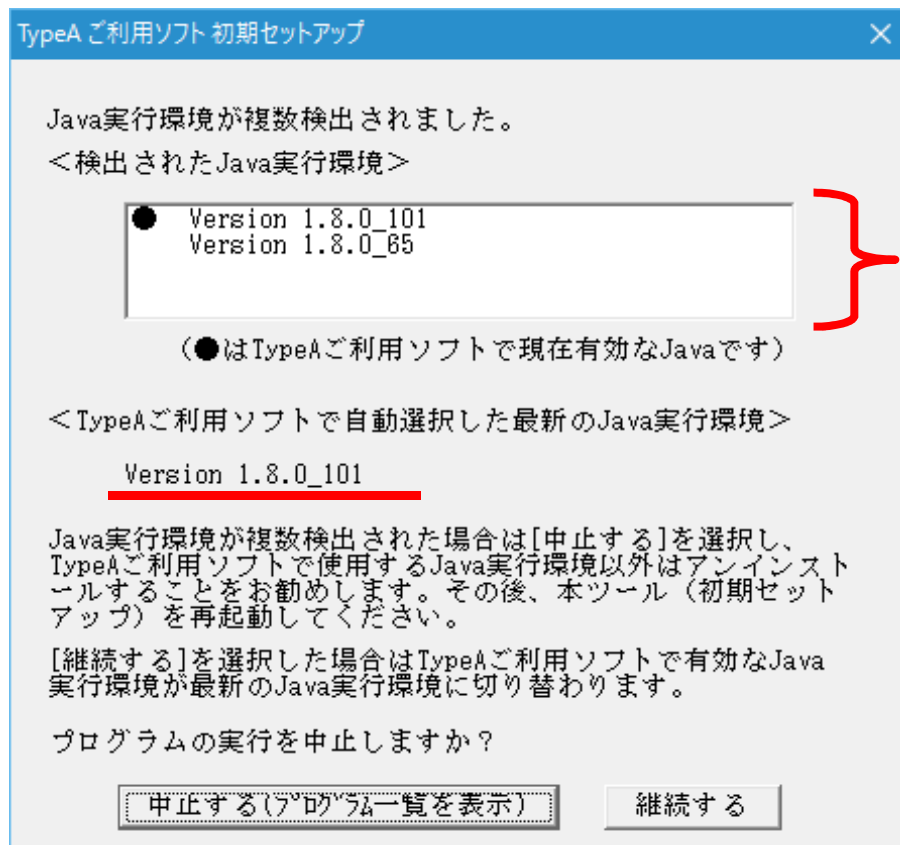 TypeA ご利用ソフト 初期セットアップ
Java実行環境が複数検出されました。
＜検出されたJava実行環境＞
● Version 1.8.0_101
Version 1.8.0_65
（●はTypeAご利用ソフトで現在有効なJavaです）
＜TypeAご利用ソフトで自動選択した最新のJava実行環境＞
Version 1.8.0_101
Java実行環境が複数検出された場合は[中止する]を選択し、
TypeAご利用ソフトで使用するJava実行環境以外はアンインスト
ールすることをお勧めします。その後、本ツール（初期セット
アップ）を再起動してください。
[継続する]を選択した場合はTypeAご利用ソフトで有効なJava
実行環境が最新のJava実行環境に切り替わります。
プログラムの実行を中止しますか？
中止する(ﾌﾟﾛｸﾞﾗﾑ一覧を表示)
継続する